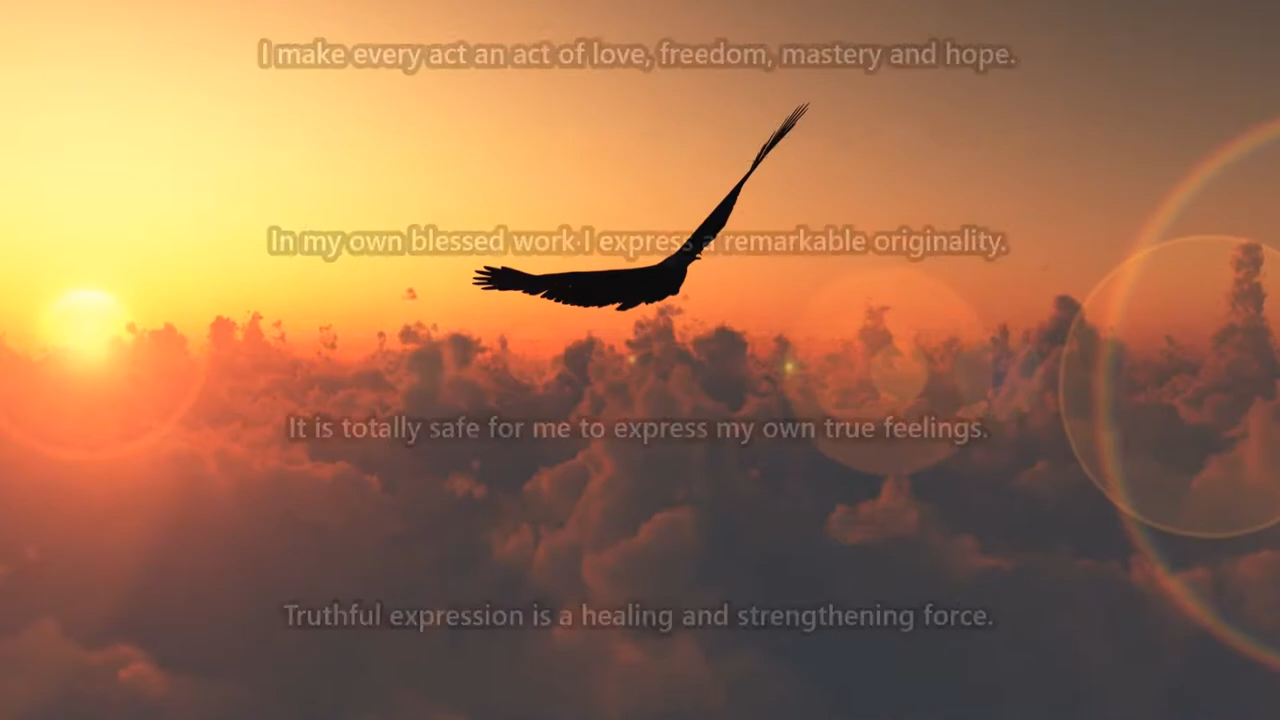 I make every act an act of love, freedom, mastery and hope.
In my own blessed work I express a remarkable originality.
It is totally safe for me to express my own true feelings.
Truthful expression is a healing and strengthening force.